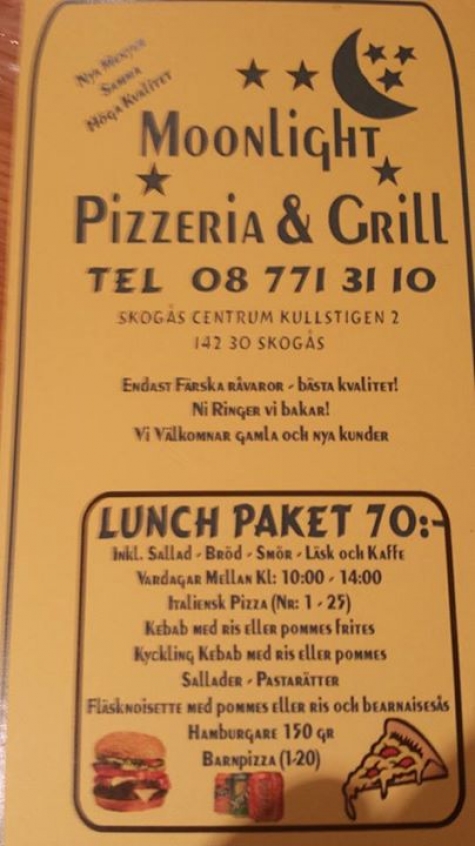 Nya Menyer
Samma
Höga Kvalitet
Moonlight
Pizzeria & Grill
TEL 08 771 31 10
SKOGÅS CENTRUM KULLSTIGEN 2
142 30 SKOGÅS
Endast Färska råvaror - bästa kvalitet!
Ni Ringer vi bakar!
Vi Välkomnar gamla och nya kunder
LUNCH PAKET 70:-
Inkl. Sallad - Bröd - Smör - Läsk och Kaffe
Vardagar Mellan Kl: 10:00 - 14:00
Italiensk Pizza (Nr: 1 - 25)
Kebab med ris eller pommes frites
Kyckling Kebab med ris eller pommes
Sallader - Pastarätter
Fläsknoisette med pommes eller ris och bearnaisesås
Hamburgare 150 gr
Barnpizza (1-20)